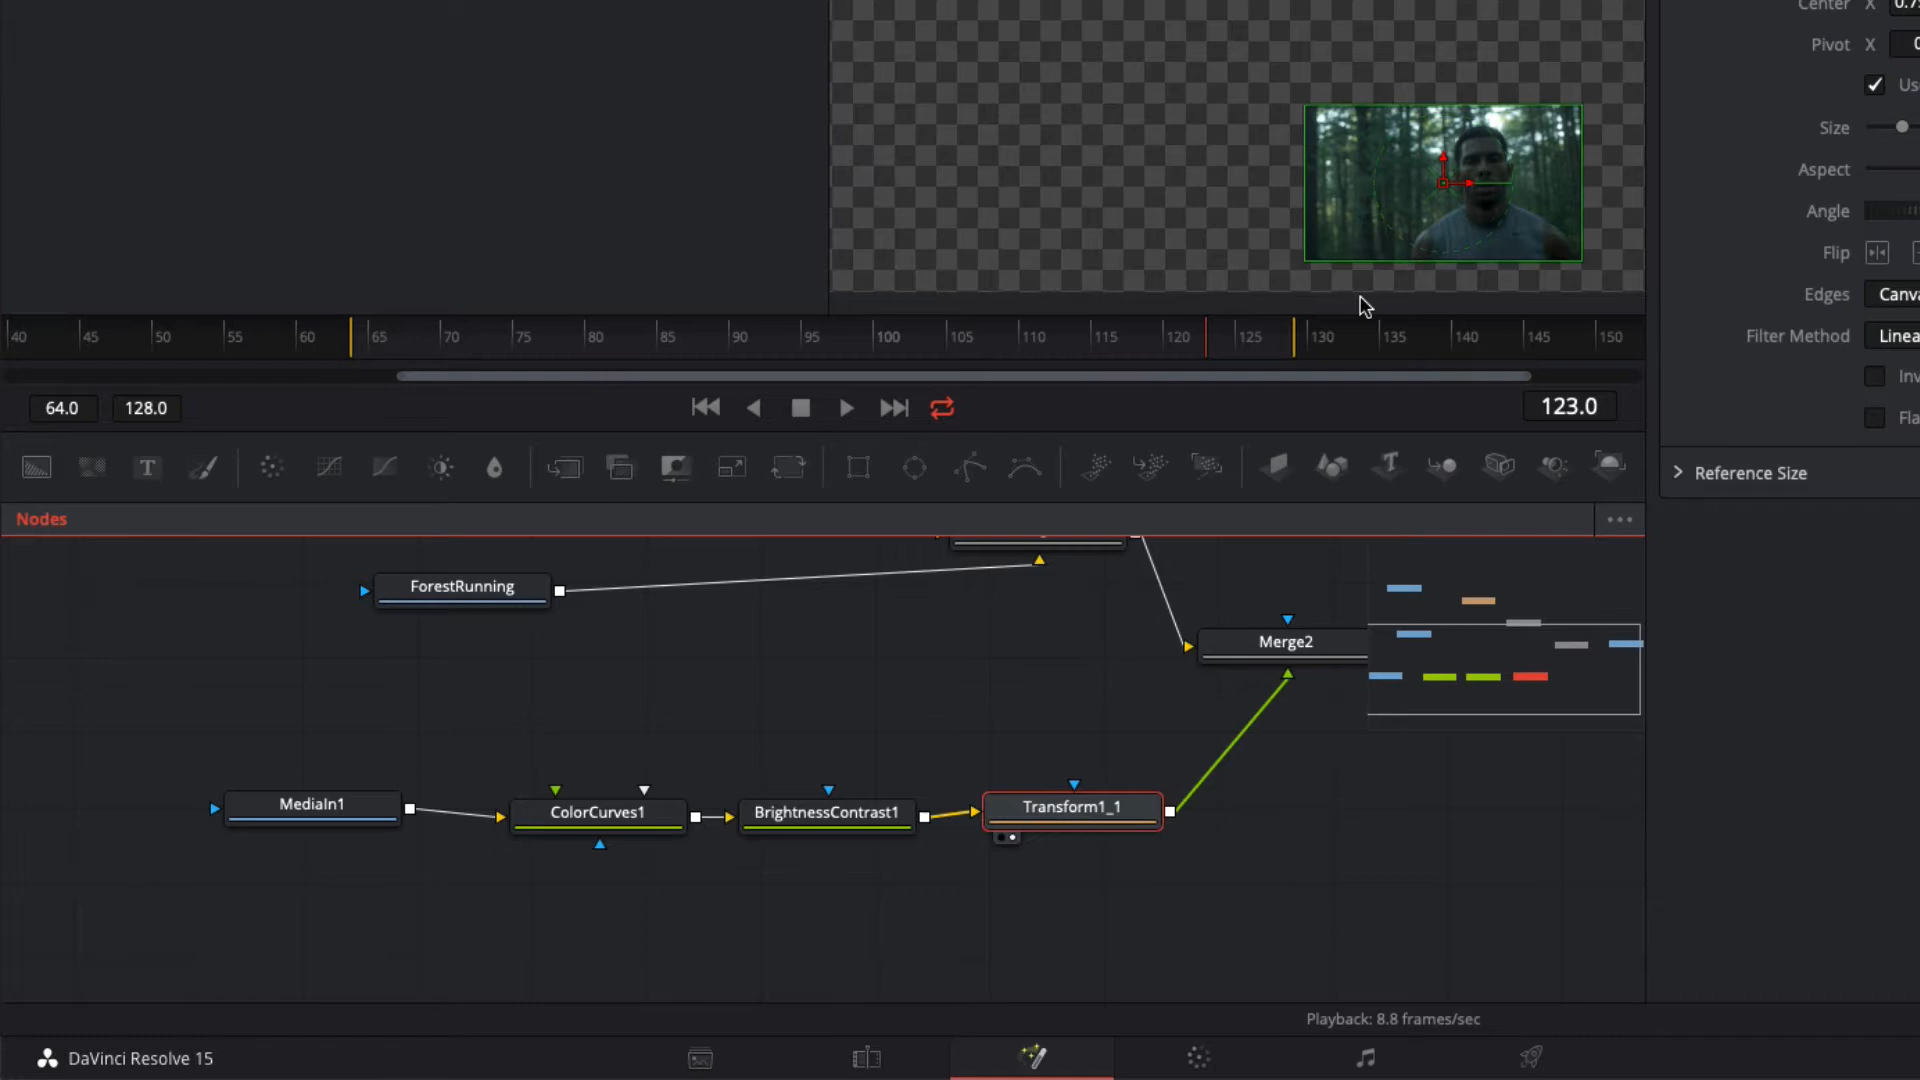 Center X 0.7
Pivot X 0
Us
Size
Aspect
Angle
Flip
Edges Canva
Filter Method Linea
Inv
Fla
Reference Size
40 45 50 55 60 65 70 75 80 85 90 95 100 105 110 115 120 125 130 135 140 145 150
64.0 128.0 123.0
T
Nodes
ForestRunning
Merge2
MediaIn1
ColorCurves1
BrightnessContrast1
Transform1_1
Playback: 8.8 frames/sec
DaVinci Resolve 15